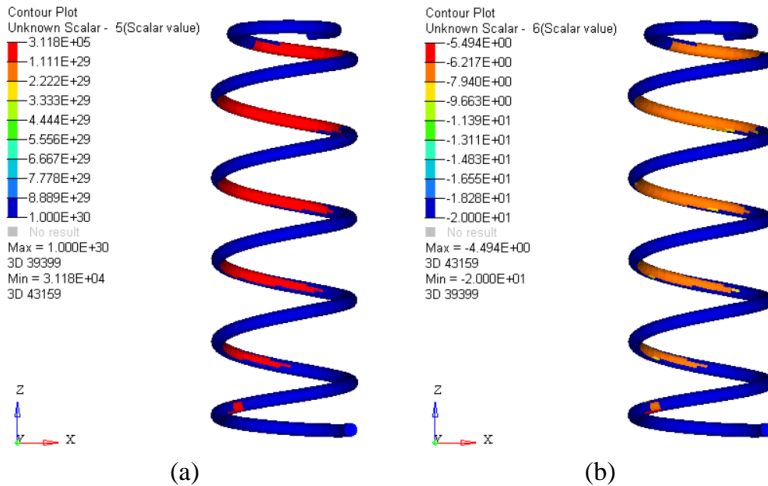 Contour Plot
Unknown Scalar - 5(Scalar value)
3.118E+05
1.111E+29
2.222E+29
3.333E+29
4.444E+29
5.556E+29
6.667E+29
7.778E+29
8.889E+29
1.000E+30
No result
Max = 1.000E+30
3D 39399
Min = 3.118E+04
3D 43159
Z
Y X
(a)
Contour Plot
Unknown Scalar - 6(Scalar value)
-5.494E+00
-6.217E+00
-7.940E+00
-9.663E+00
-1.139E+01
-1.311E+01
-1.483E+01
-1.655E+01
-1.828E+01
-2.000E+01
No result
Max = -4.494E+00
3D 43159
Min = -2.000E+01
3D 39399
Z
Y X
(b)